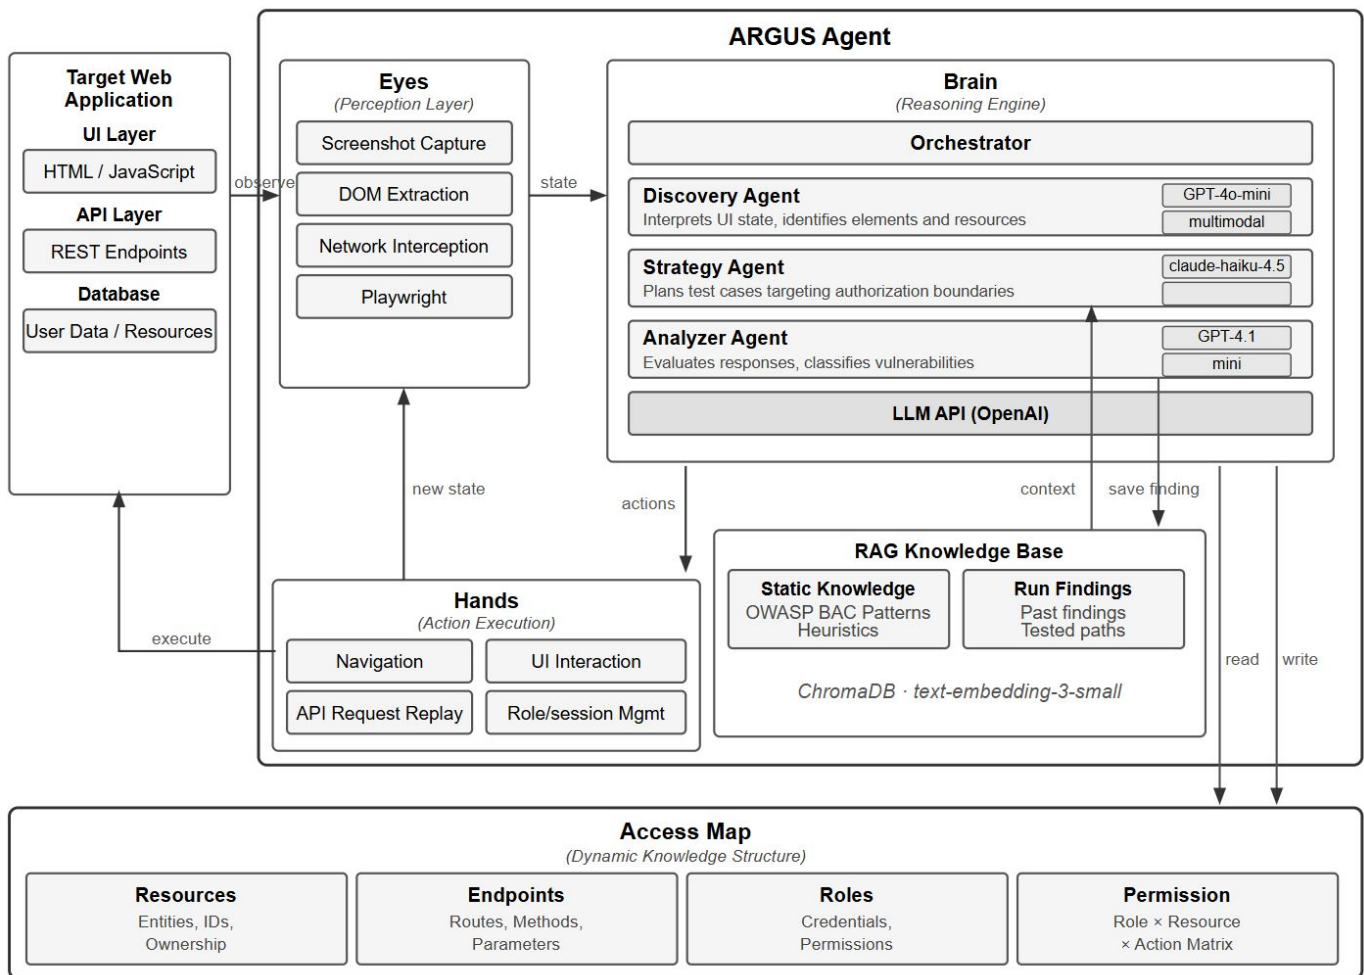 ARGUS Agent
Target Web
Application
UI Layer
HTML / JavaScript
API Layer
REST Endpoints
Database
User Data / Resources
observe
Eyes
(Perception Layer)
Screenshot Capture
DOM Extraction
Network Interception
Playwright
state
Brain
(Reasoning Engine)
Orchestrator
Discovery Agent
Interprets UI state, identifies elements and resources
GPT-4o-mini
multimodal
Strategy Agent
Plans test cases targeting authorization boundaries
claude-haiku-4.5
Analyzer Agent
Evaluates responses, classifies vulnerabilities
GPT-4.1
mini
LLM API (OpenAI)
new state
actions
context
save finding
execute
Hands
(Action Execution)
Navigation
UI Interaction
API Request Replay
Role/session Mgmt
RAG Knowledge Base
Static Knowledge
OWASP BAC Patterns
Heuristics
Run Findings
Past findings
Tested paths
ChromaDB · text-embedding-3-small
read
write
Access Map
(Dynamic Knowledge Structure)
Resources
Entities, IDs,
Ownership
Endpoints
Routes, Methods,
Parameters
Roles
Credentials,
Permissions
Permission
Role × Resource
× Action Matrix